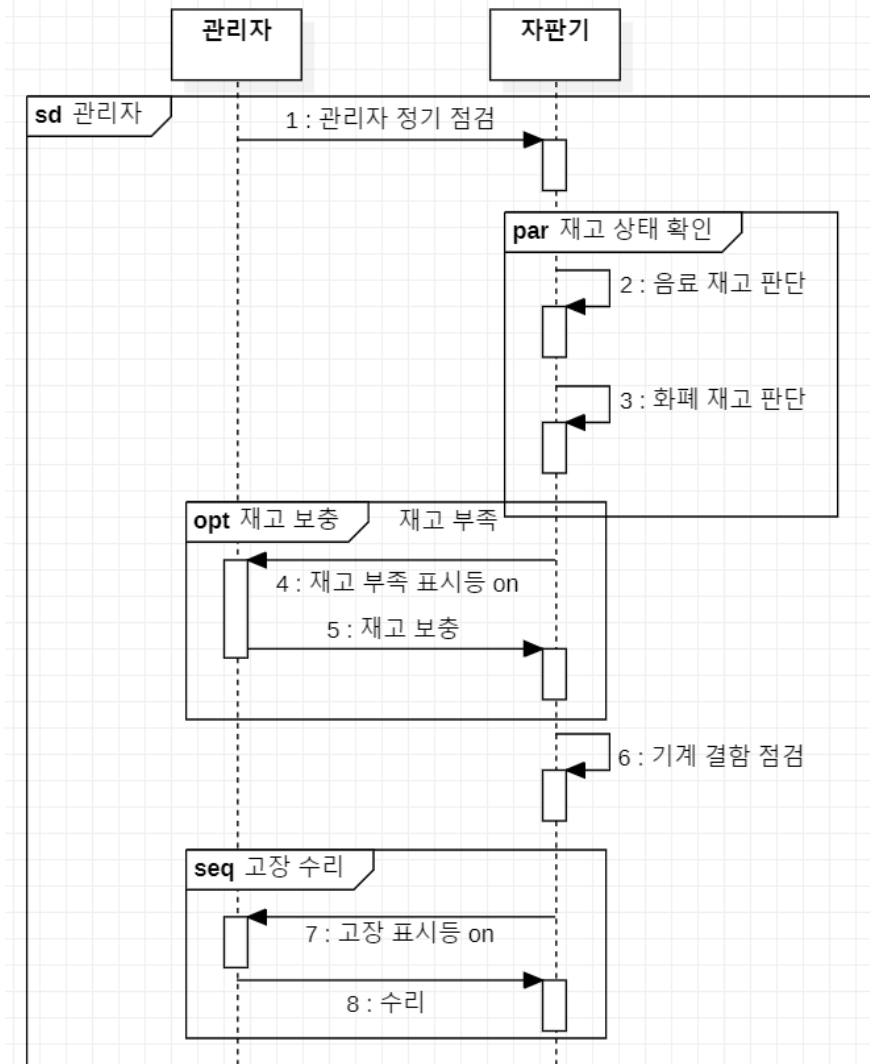 관리자
자판기
sd 관리자
1 : 관리자 정기 점검
par 재고 상태 확인
2 : 음료 재고 판단
3 : 화폐 재고 판단
opt 재고 보충 재고 부족
4 : 재고 부족 표시등 on
5 : 재고 보충
6 : 기계 결함 점검
seq 고장 수리
7 : 고장 표시등 on
8 : 수리